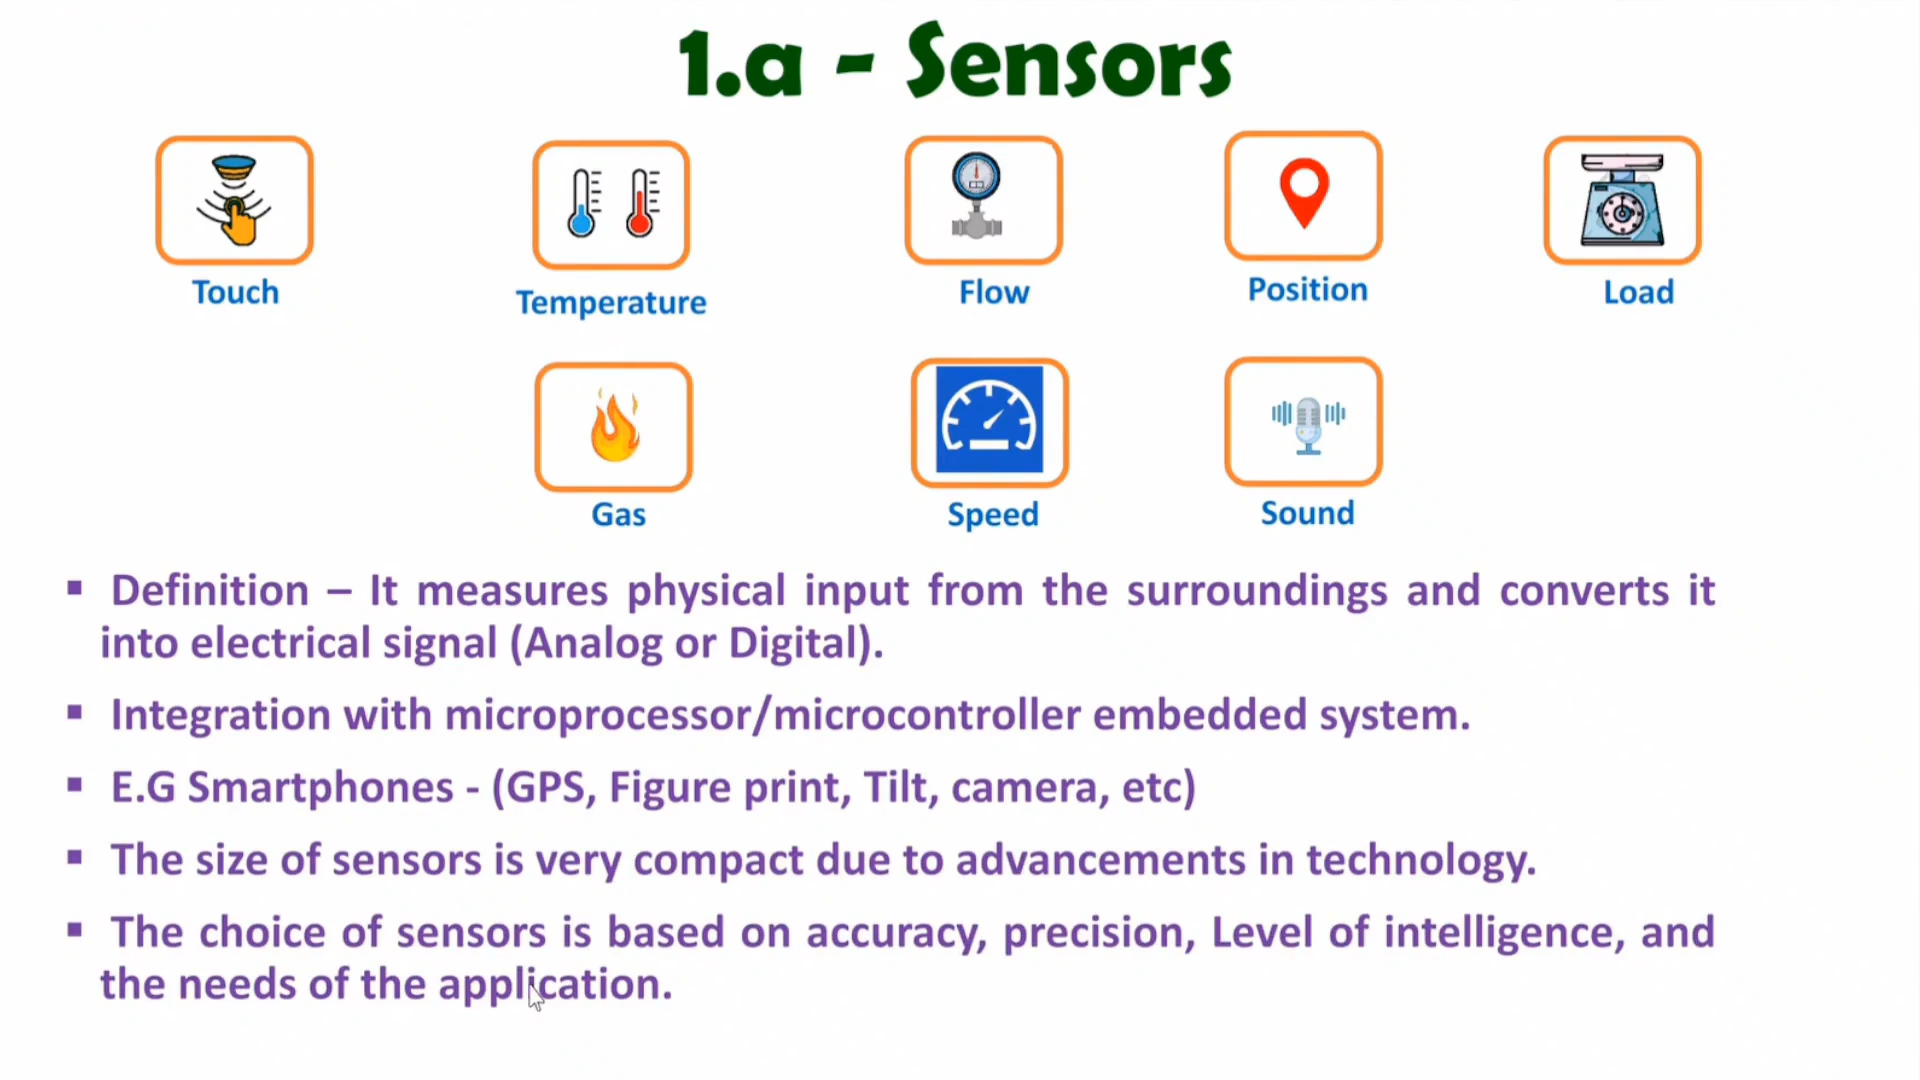 1.a - Sensors
Touch
Temperature
Flow
Position
Load
Gas
Speed
Sound
▪ Definition – It measures physical input from the surroundings and converts it
into electrical signal (Analog or Digital).
▪ Integration with microprocessor/microcontroller embedded system.
▪ E.G Smartphones - (GPS, Figure print, Tilt, camera, etc)
▪ The size of sensors is very compact due to advancements in technology.
▪ The choice of sensors is based on accuracy, precision, Level of intelligence, and
the needs of the application.